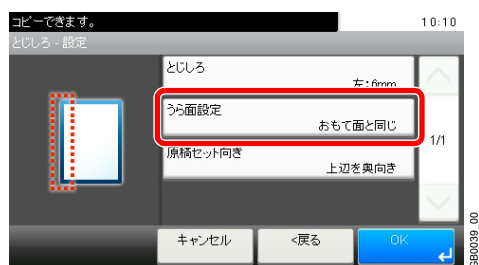 コピーできます。
10:10
とじしろ - 設定
とじしろ
左:6mm
うら面設定
おもて面と同じ
1/1
原稿セット向き
上辺を奥向き
キャンセル
<戻る
OK
GB0039_00